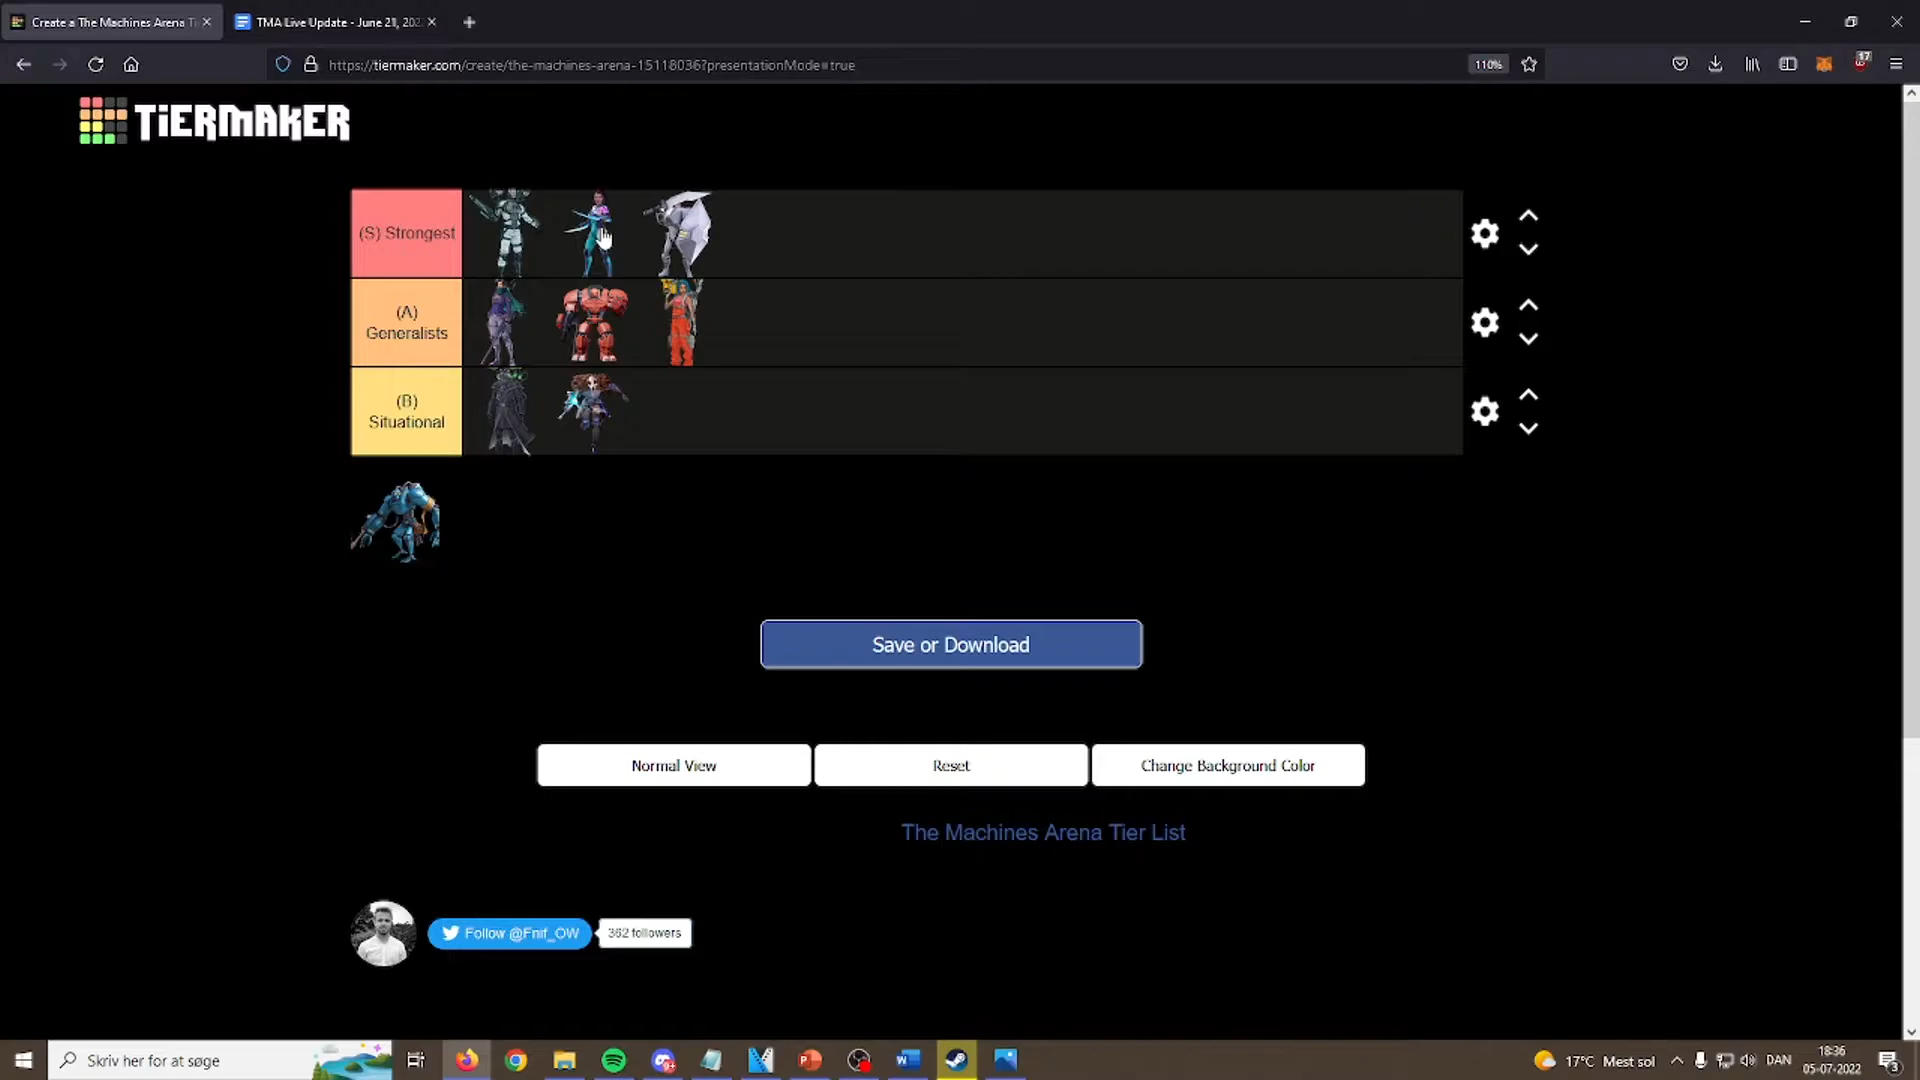 Create a The Machines Arena Ti
TMA Live Update - June 21, 202
https://tiermaker.com/create/the-machines-arena-15118036?presentationMode=true
110%
17
TiERMAKER
(S) Strongest
(A)
Generalists
(B)
Situational
Save or Download
Normal View
Reset
Change Background Color
The Machines Arena Tier List
Follow @Fnif_OW
362 followers
Skriv her for at søge
17°C Mest sol
DAN
18:36
05-07-2022
3